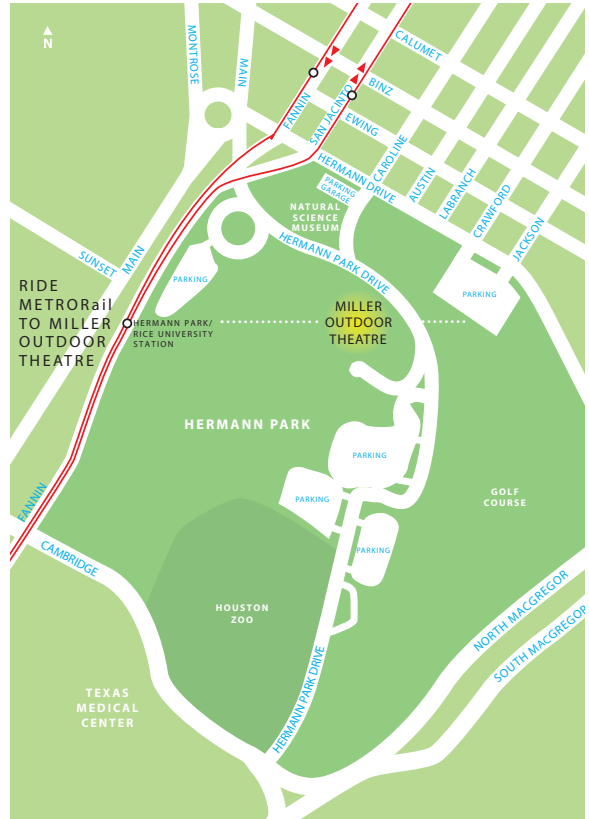 N
MONTROSE
MAIN
CALUMET
BINZ
FANNIN
SAN JACINTO
EWING
HERMANN DRIVE
CAROLINE
PARKING
GARAGE
AUSTIN
LABRANCH
CRAWFORD
JACKSON
NATURAL
SCIENCE
MUSEUM
HERMANN PARK DRIVE
SUNSET
MAIN
PARKING
PARKING
RIDE
METRORail
TO MILLER
OUTDOOR
THEATRE
HERMANN PARK/
RICE UNIVERSITY
STATION
MILLER
OUTDOOR
THEATRE
HERMANN PARK
PARKING
PARKING
PARKING
GOLF
COURSE
FANNIN
CAMBRIDGE
HOUSTON
ZOO
NORTH MACGREGOR
SOUTH MACGREGOR
HERMANN PARK DRIVE
TEXAS
MEDICAL
CENTER